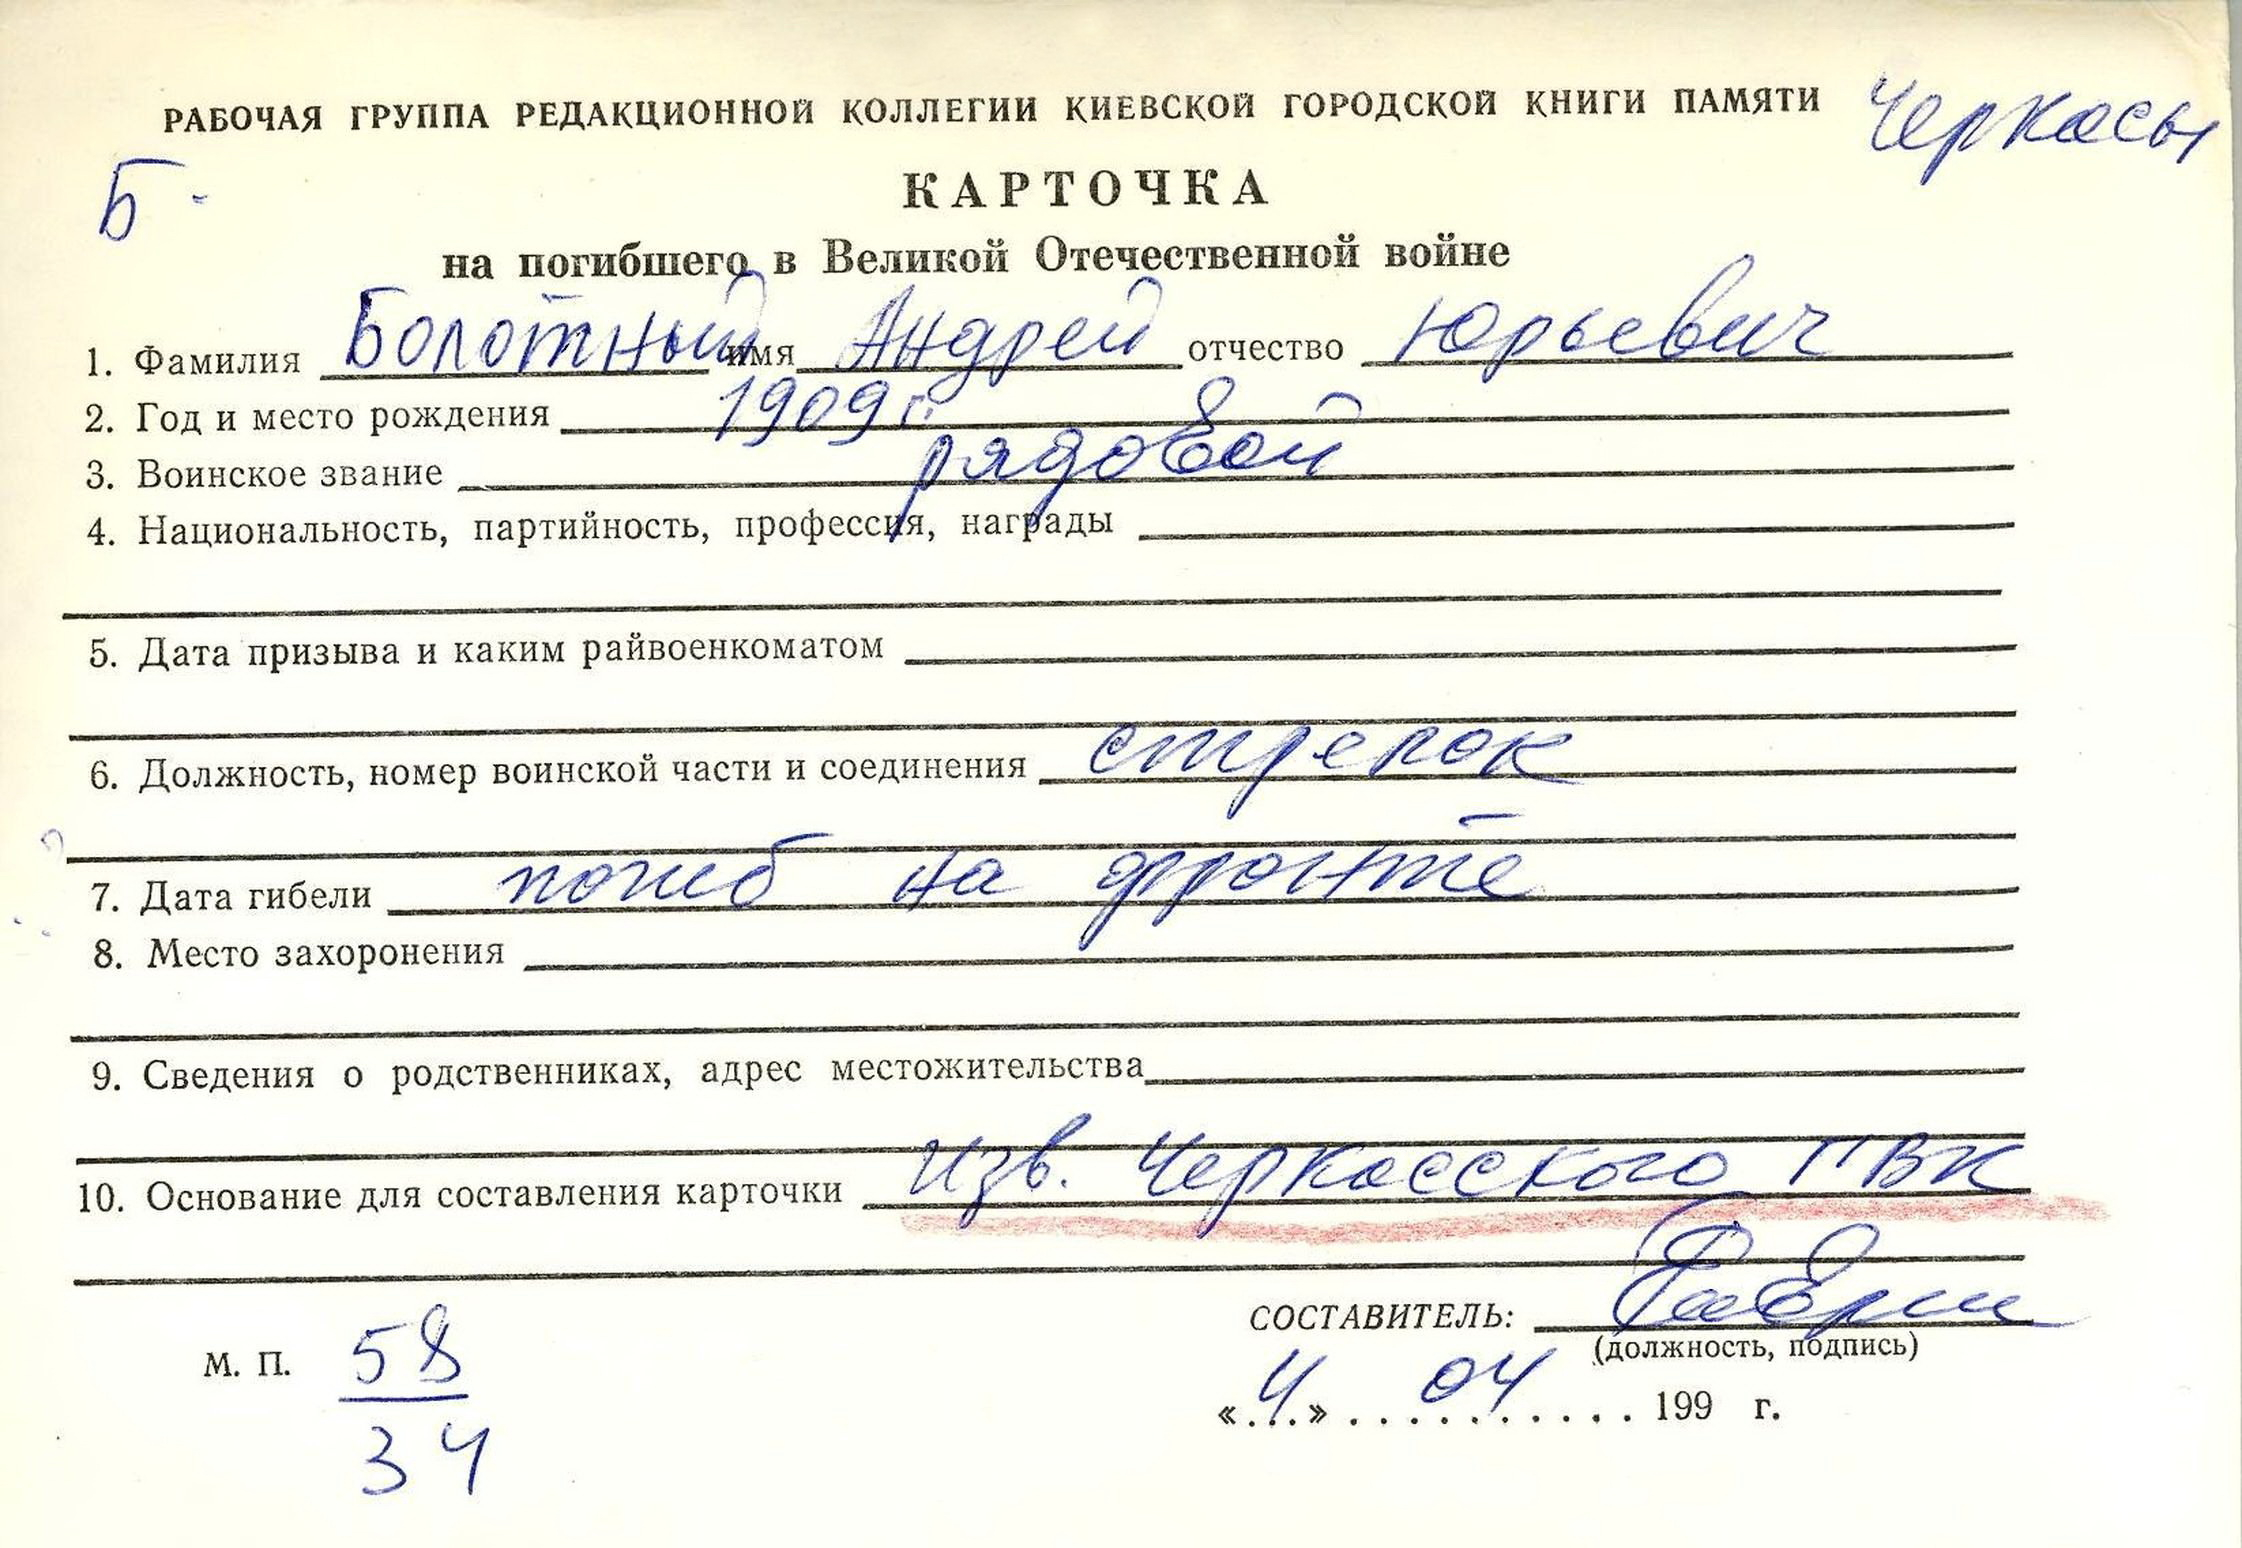 РАБОЧАЯ ГРУППА РЕДАКЦИОННОЙ КОЛЛЕГИИ КИЕВСКОЙ ГОРОДСКОЙ КНИГИ ПАМЯТИ Черкасы
Б
КАРТОЧКА
на погибшего в Великой Отечественной войне
1. Фамилия Болотный имя Андрей отчество Юрьевич
2. Год и место рождения 1909 г.
3. Воинское звание рядовой
4. Национальность, партийность, профессия, награды
5. Дата призыва и каким райвоенкоматом
6. Должность, номер воинской части и соединения стрелок
7. Дата гибели погиб на фронте
8. Место захоронения
9. Сведения о родственниках, адрес местожительства
10. Основание для составления карточки Изв. Черкасского ГВК
СОСТАВИТЕЛЬ:
(должность, подпись)
М. П. 58
34
«4» 04 199 г.